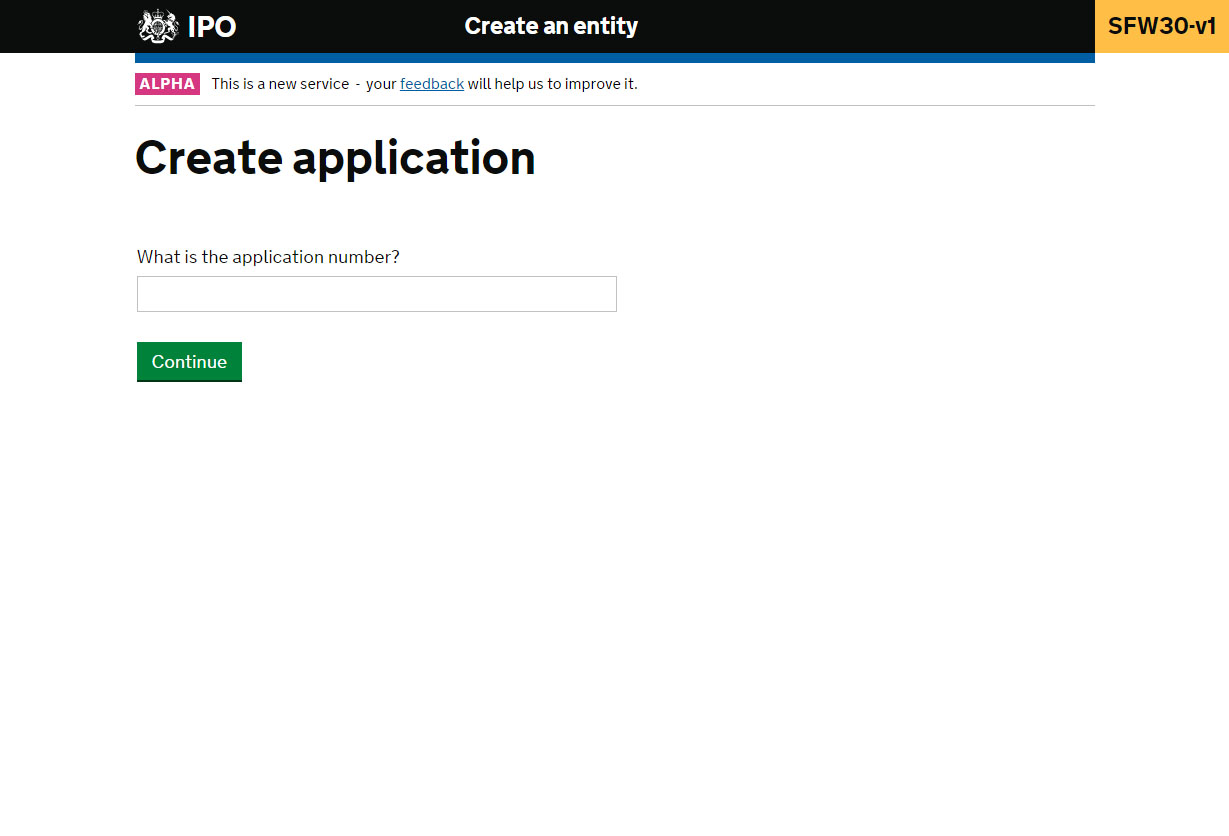 IPO
Create an entity
SFW30-v1
ALPHA This is a new service - your feedback will help us to improve it.
Create application
What is the application number?
Continue